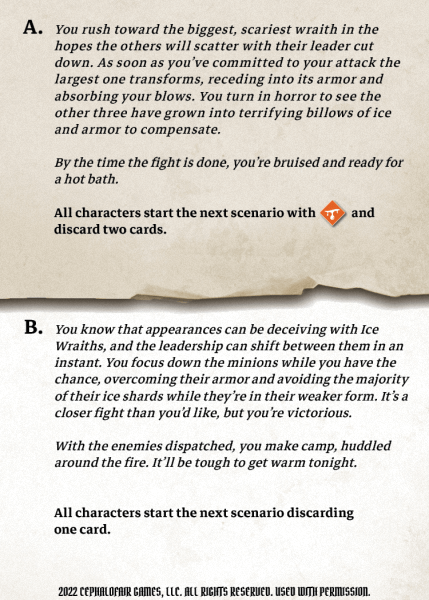 A. You rush toward the biggest, scariest wraith in the
hopes the others will scatter with their leader cut
down. As soon as you've committed to your attack the
largest one transforms, receding into its armor and
absorbing your blows. You turn in horror to see the
other three have grown into terrifying billows of ice
and armor to compensate.
By the time the fight is done, you're bruised and ready for
a hot bath.
All characters start the next scenario with and
discard two cards.
B. You know that appearances can be deceiving with Ice
Wraiths, and the leadership can shift between them in an
instant. You focus down the minions while you have the
chance, overcoming their armor and avoiding the majority
of their ice shards while they're in their weaker form. It's a
closer fight than you'd like, but you're victorious.
With the enemies dispatched, you make camp, huddled
around the fire. It'll be tough to get warm tonight.
All characters start the next scenario discarding
one card.
2022 CEPHALOFAIR GAMES, LLC. ALL RIGHTS RESERVED. USED WITH PERMISSION.